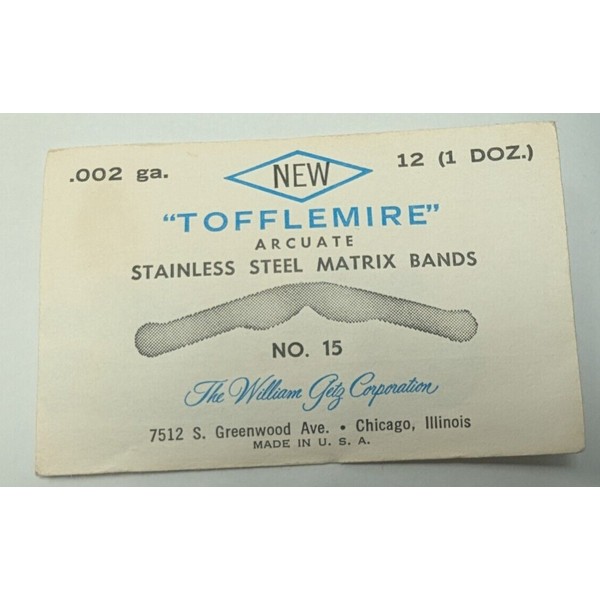 .002 ga.
NEW
12 (1 DOZ.)
“TOFFLEMIRE”
ARCUATE
STAINLESS STEEL MATRIX BANDS
NO. 15
The William Getz Corporation
7512 S. Greenwood Ave. • Chicago, Illinois
MADE IN U. S. A.